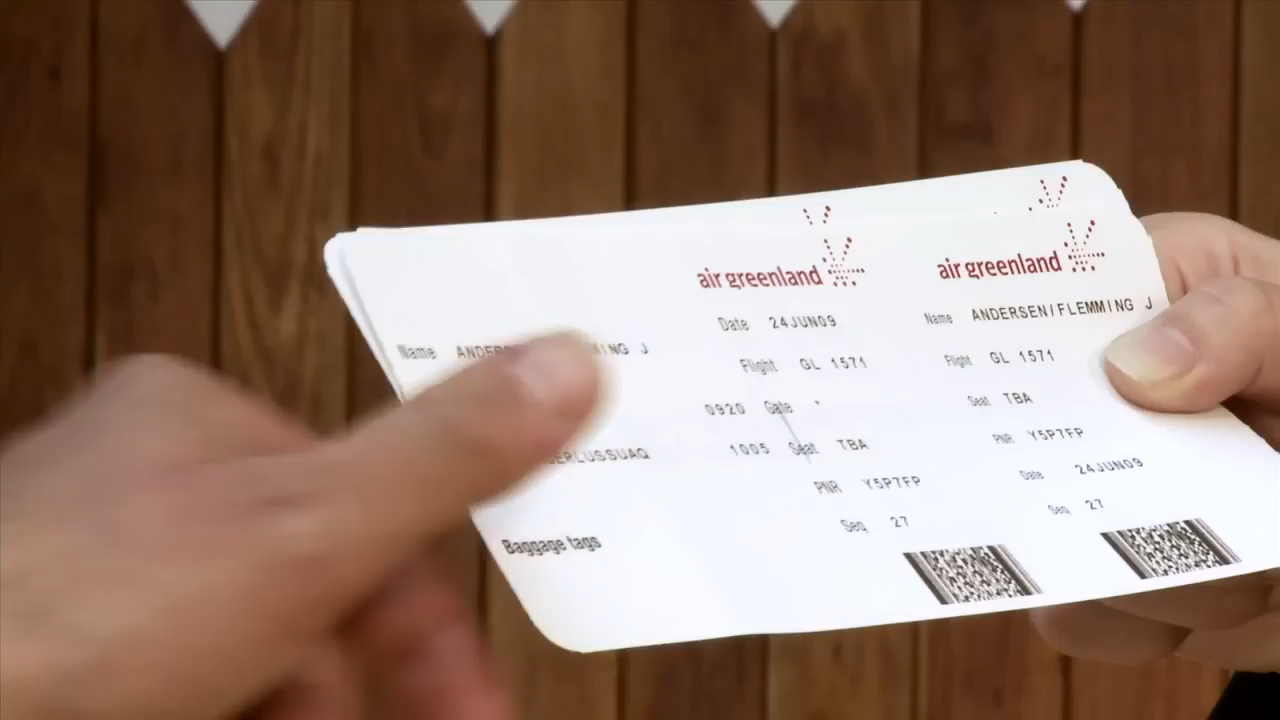 air greenland
Date 24JUN09
Name J
Flight GL 1571
0920 Gate
1005 Seat TBA
PNR Y5P7FP
Seq 27
Baggage tags
air greenland
Name ANDERSEN/FLEMMING J
Flight GL 1571
Seat TBA
PNR Y5P7FP
Date 24JUN09
Seq 27